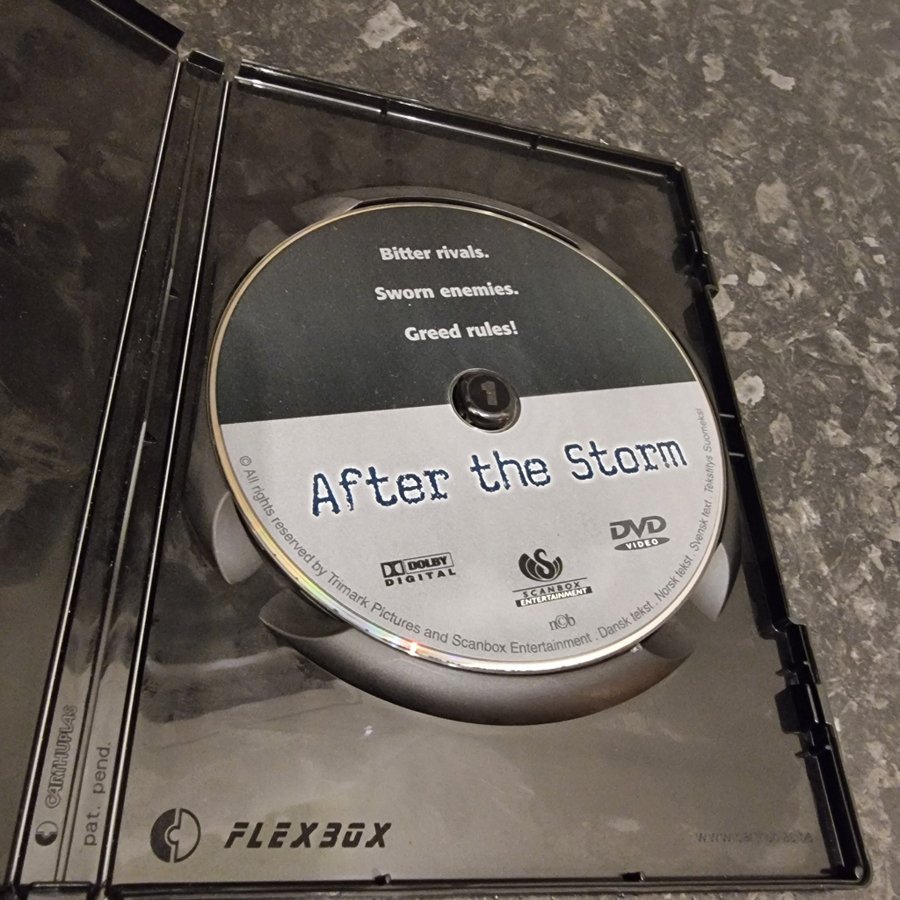 Bitter rivals.
Sworn enemies.
Greed rules!
1
After the Storm
DOLBY
DIGITAL
SCANBOX
ENTERTAINMENT
DVD
VIDEO
n©b
© All rights reserved by Trimark Pictures and Scanbox Entertainment . Dansk tekst . Norsk tekst . Svensk text . Tekstitys Suomeksi
CARTHUPLAS
pat. pend.
FLEXBOX